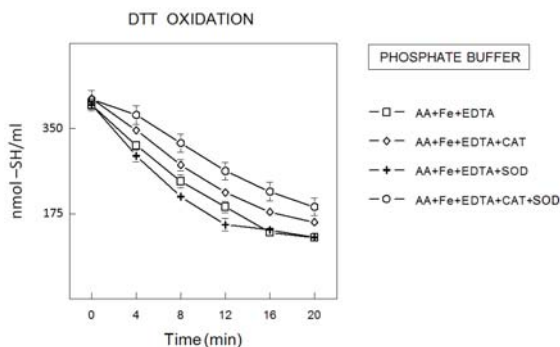 DTT OXIDATION
PHOSPHATE BUFFER
AA+Fe+EDTA
AA+Fe+EDTA+CAT
AA+Fe+EDTA+SOD
AA+Fe+EDTA+CAT+SOD
nmol –SH/ml
350
175
0 4 8 12 16 20
Time (min)